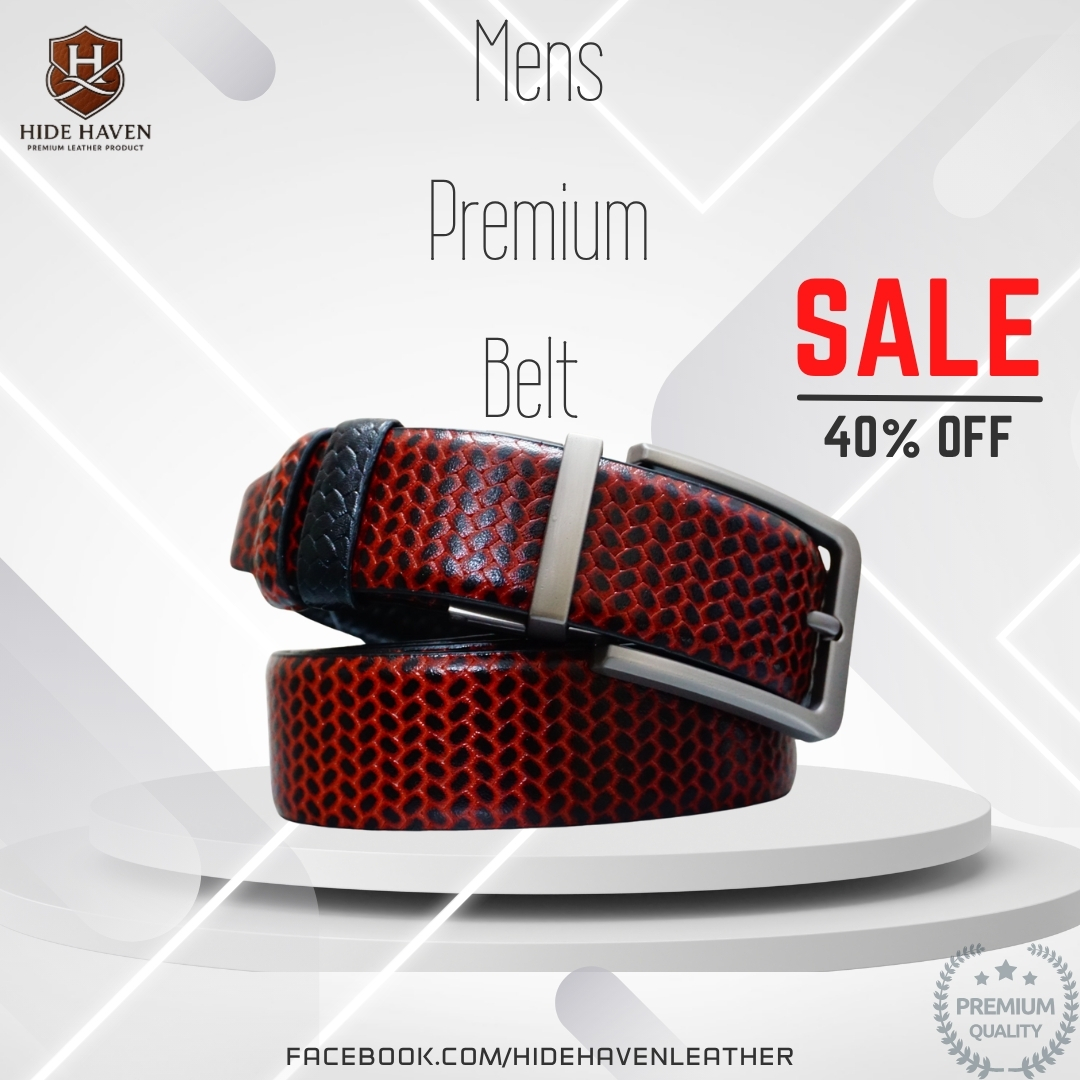 H
HIDE HAVEN
PREMIUM LEATHER PRODUCT
Mens
Premium
Belt
SALE
40% OFF
PREMIUM
QUALITY
FACEBOOK.COM/HIDEHAVENLEATHER